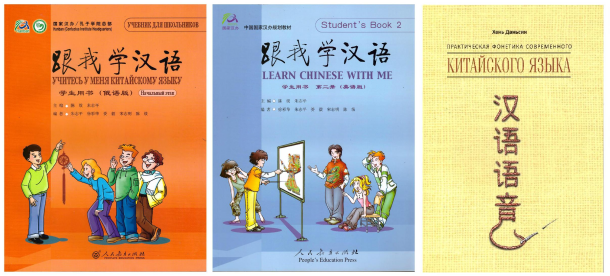 国家汉办/孔子学院总部
Hanban (Confucius Institute Headquarters)
УЧЕБНИК ДЛЯ ШКОЛЬНИКОВ
跟我学汉语
УЧИТЕСЬ У МЕНЯ КИТАЙСКОМУ ЯЗЫКУ
学生用书 (俄语版)
Начальный этап
人民教育出版社
中国国家汉办规划教材
Student's Book 2
跟我学汉语
LEARN CHINESE WITH ME
学生用书 第二册 (英语版)
人民教育出版社
People's Education Press
Хань Даньсин
ПРАКТИЧЕСКАЯ ФОНЕТИКА СОВРЕМЕННОГО
КИТАЙСКОГО ЯЗЫКА
汉语语音